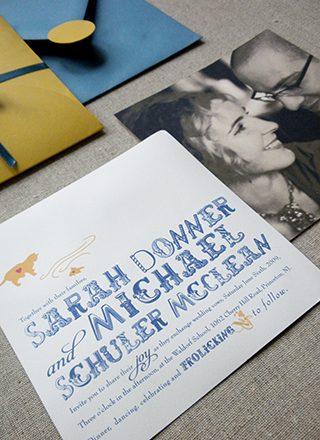 Together with their families,
SARAH DONNER
and MICHAEL
SCHULER MCCLEAN
Invite you to share their joy as they exchange wedding vows, Saturday June Sixth, 2009,
Three o'clock in the afternoon, at the Waldorf School, 1062 Cherry Hill Road, Princeton, NJ.
Dinner, dancing, celebrating and FROLICKING to follow.